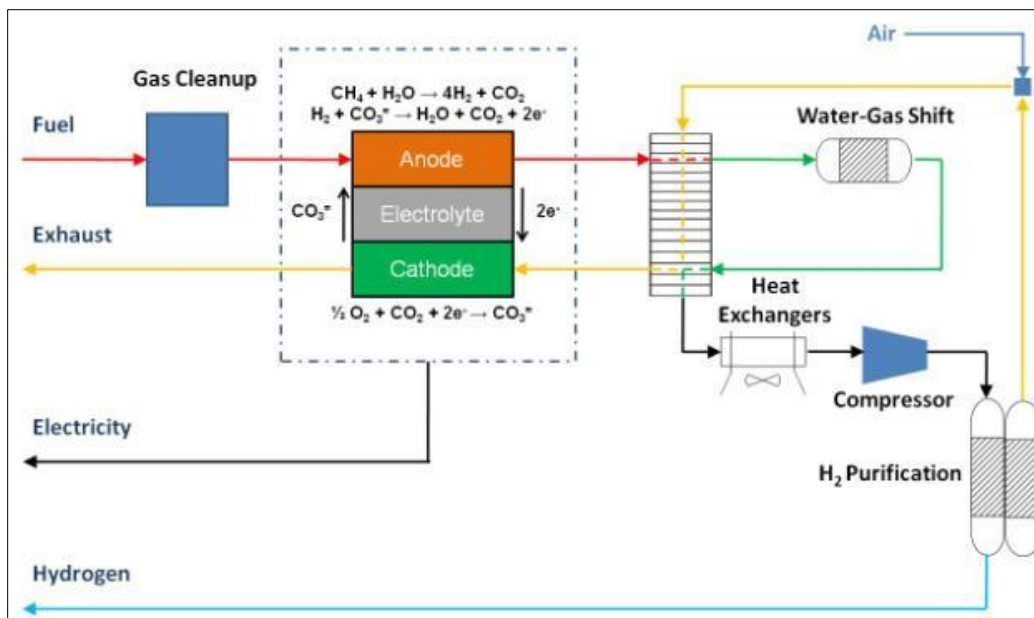 Air
Gas Cleanup
CH₄ + H₂O → 4H₂ + CO₂
H₂ + CO₃⁼ → H₂O + CO₂ + 2e⁻
Water-Gas Shift
Fuel
Anode
CO₃⁼
Electrolyte
2e⁻
Exhaust
Cathode
½ O₂ + CO₂ + 2e⁻ → CO₃⁼
Heat
Exchangers
Compressor
Electricity
H₂ Purification
Hydrogen